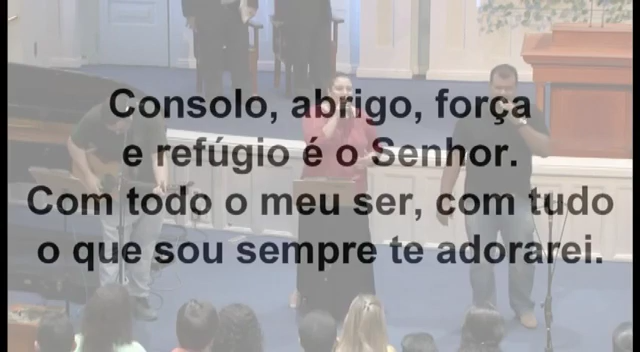 Consolo, abrigo, força
e refúgio é o Senhor.
Com todo o meu ser, com tudo
o que sou sempre te adorarei.